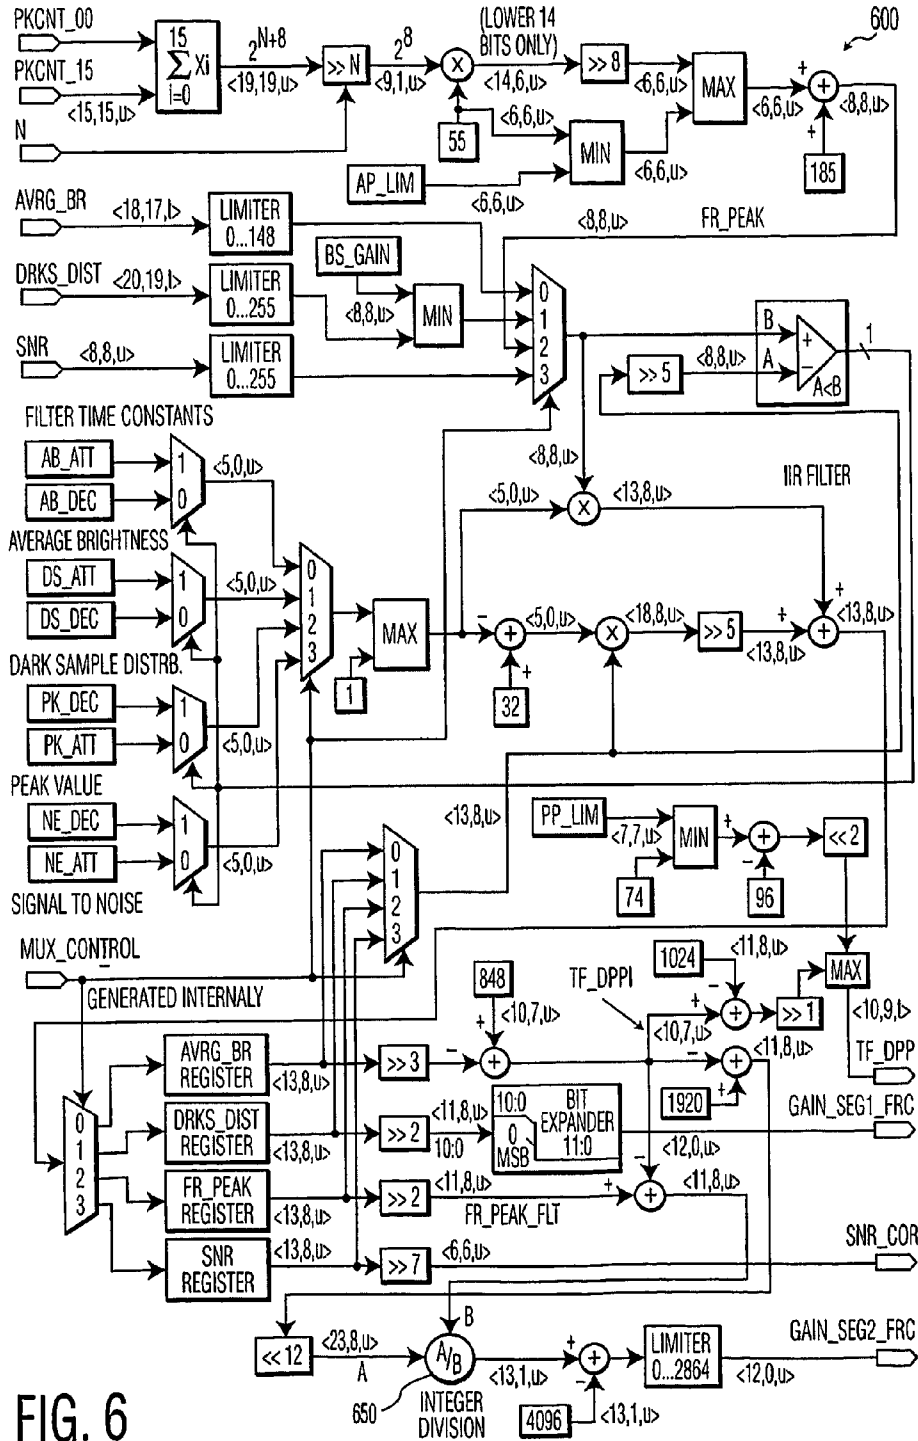 PKCNT_00
PKCNT_15
<15,15,u>
N
15
∑ Xi
i=0
2^N+8
<19,19,u>
>> N
2^8
<9,1,u>
X
55
(LOWER 14
BITS ONLY)
<14,6,u>
>> 8
<6,6,u>
MAX
<6,6,u>
+
+
<8,8,u>
+
185
600
<6,6,u>
MIN
<6,6,u>
AP_LIM
<6,6,u>
AVRG_BR
<18,17,t>
LIMITER
0...148
DRKS_DIST
<20,19,t>
LIMITER
0...255
SNR
<8,8,u>
LIMITER
0...255
BS_GAIN
<8,8,u>
MIN
<8,8,u>
FR_PEAK
0
1
2
3
B
+
A
−
A<B
1
>> 5
<8,8,u>
FILTER TIME CONSTANTS
AB_ATT
AB_DEC
1
0
<5,0,u>
AVERAGE BRIGHTNESS
DS_ATT
DS_DEC
1
0
<5,0,u>
DARK SAMPLE DISTRB.
PK_DEC
PK_ATT
1
0
<5,0,u>
PEAK VALUE
NE_DEC
NE_ATT
1
0
<5,0,u>
SIGNAL TO NOISE
0
1
2
3
1
MAX
<8,8,u>
IIR FILTER
<5,0,u>
X
<13,8,u>
−
+
+
32
<5,0,u>
X
<18,8,u>
>> 5
<13,8,u>
+
+
+
<13,8,u>
<13,8,u>
PP_LIM
<7,7,u>
74
MIN
+
+
−
96
<< 2
0
1
2
3
MUX_CONTROL
GENERATED INTERNALY
848
+
<10,7,u>
−
+
TF_DPPI
1024
<11,8,u>
−
+
+
<10,7,u>
>> 1
MAX
<10,9,t>
TF_DPP
<11,8,u>
−
+
+
1920
0
1
2
3
AVRG_BR
REGISTER
<13,8,u>
>> 3
DRKS_DIST
REGISTER
<13,8,u>
>> 2
<11,8,u>
10:0
10:0
0
MSB
BIT
EXPANDER
11:0
<12,0,u>
GAIN_SEG1_FRC
FR_PEAK
REGISTER
<13,8,u>
>> 2
<11,8,u>
FR_PEAK_FLT
+
−
+
<11,8,u>
SNR
REGISTER
<13,8,u>
>> 7
<6,6,u>
SNR_COR
<< 12
<23,8,u>
A
B
A/B
650
INTEGER
DIVISION
<13,1,u>
+
+
−
4096
<13,1,u>
LIMITER
0...2864
<12,0,u>
GAIN_SEG2_FRC
FIG. 6